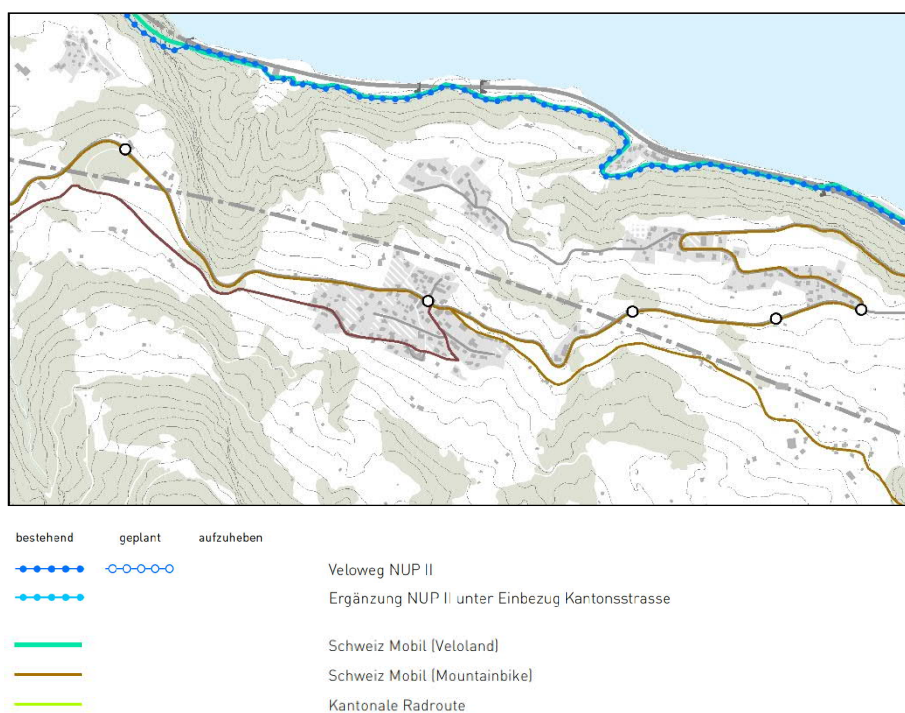 bestehend geplant aufzuheben
Veloweg NUP II
Ergänzung NUP II unter Einbezug Kantonsstrasse
Schweiz Mobil (Veloland)
Schweiz Mobil (Mountainbike)
Kantonale Radroute